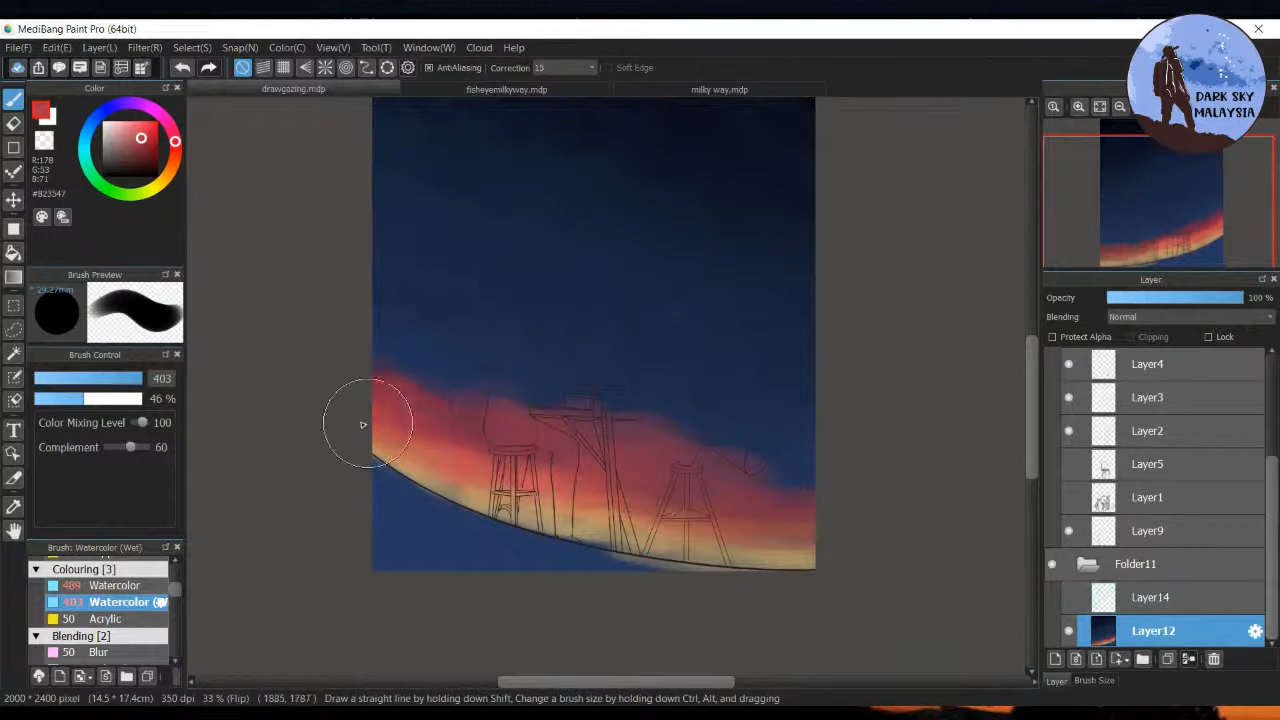 MediBang Paint Pro (64bit)
File(F) Edit(E) Layer(L) Filter(R) Select(S) Snap(N) Color(C) View(V) Tool(T) Window(W) Cloud Help
AntiAliasing Correction 15 Soft Edge
DARK SKY
MALAYSIA
Color
drawgazing.mdp fisheyemilkyway.mdp milky way.mdp
R:178
G:53
B:71
#B23547
Brush Preview
29.27mm
Brush Control
403
46 %
Color Mixing Level 100
Complement 60
Brush: Watercolor (Wet)
Colouring [3]
489 Watercolor
403 Watercolor
50 Acrylic
Blending [2]
50 Blur
Layer
Opacity 100 %
Blending Normal
Protect Alpha Clipping Lock
Layer4
Layer3
Layer2
Layer5
Layer1
Layer9
Folder11
Layer14
Layer12
Layer Brush Size
2000 * 2400 pixel (14.5 * 17.4cm) 350 dpi 33 % (Flip) ( 1885, 1787 ) Draw a straight line by holding down Shift, Change a brush size by holding down Ctrl, Alt, and dragging